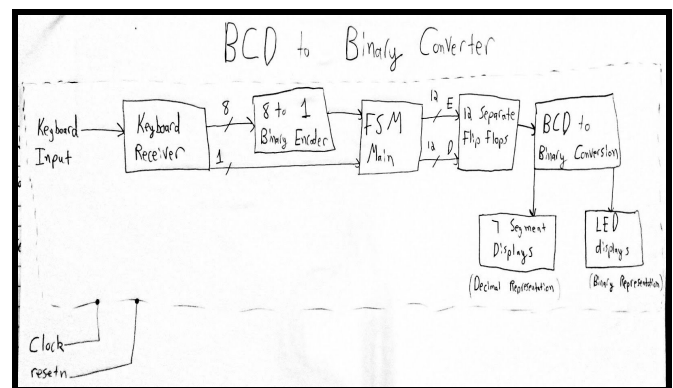 BCD to Binary Converter
Keyboard
Input
Keyboard
Receiver
8
1
8 to 1
Binary Encoder
FSM
Main
12 E
12 D
12 Separate
Flip flops
BCD to
Binary Conversion
7 Segment
Displays
(Decimal Representation)
LED
displays
(Binary Representation)
Clock
resetn